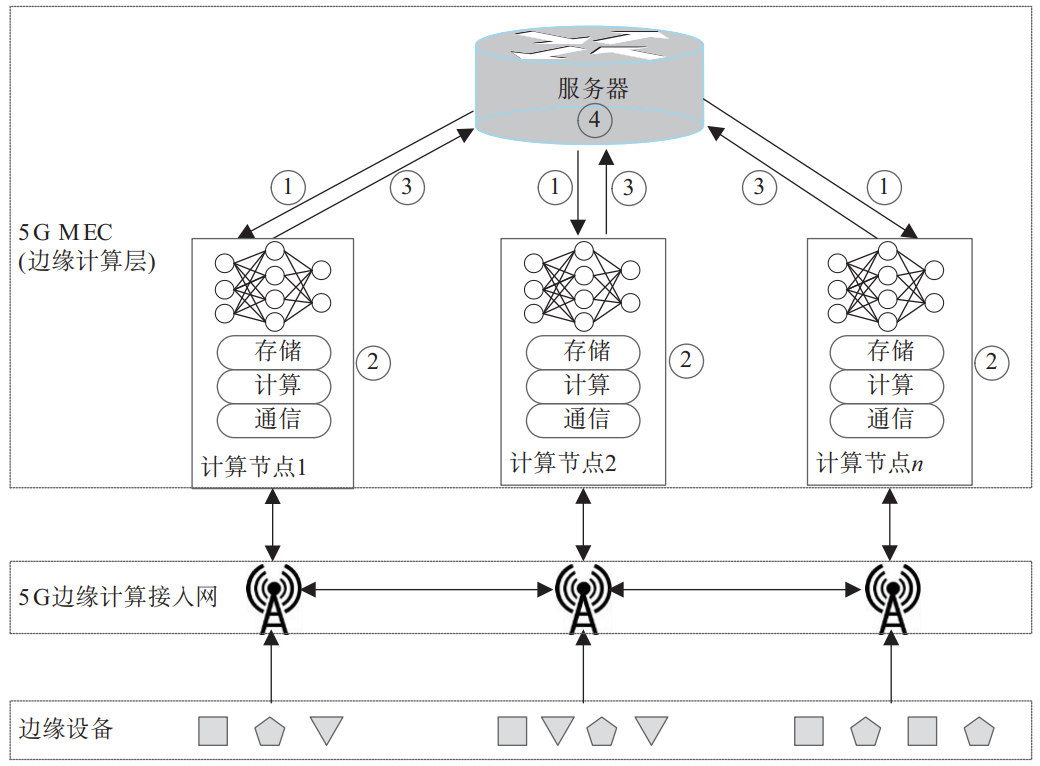 服务器
④
① ③ ① ③ ③ ①
5G MEC
(边缘计算层)
存储 存储 存储
② ② ②
计算 计算 计算
通信 通信 通信
计算节点1 计算节点2 计算节点n
5G边缘计算接入网
边缘设备